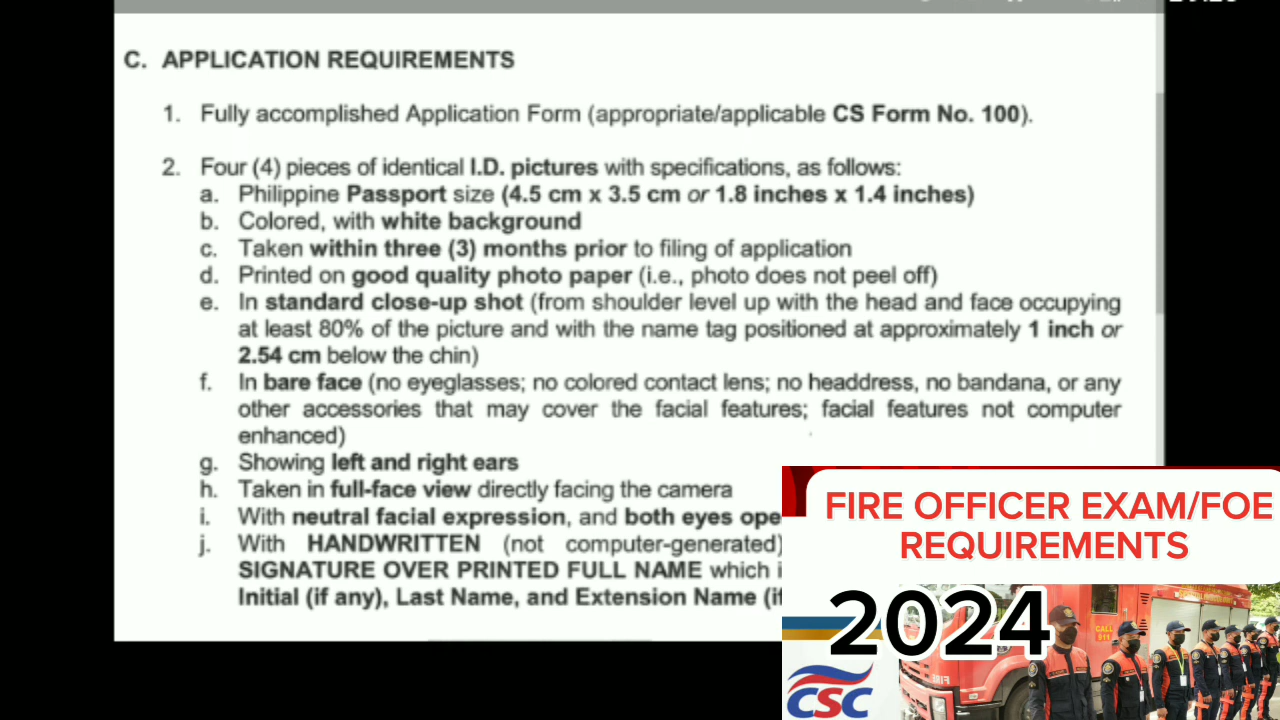 C. APPLICATION REQUIREMENTS
1. Fully accomplished Application Form (appropriate/applicable CS Form No. 100).
2. Four (4) pieces of identical I.D. pictures with specifications, as follows:
a. Philippine Passport size (4.5 cm x 3.5 cm or 1.8 inches x 1.4 inches)
b. Colored, with white background
c. Taken within three (3) months prior to filing of application
d. Printed on good quality photo paper (i.e., photo does not peel off)
e. In standard close-up shot (from shoulder level up with the head and face occupying
at least 80% of the picture and with the name tag positioned at approximately 1 inch or
2.54 cm below the chin)
f. In bare face (no eyeglasses; no colored contact lens; no headdress, no bandana, or any
other accessories that may cover the facial features; facial features not computer
enhanced)
g. Showing left and right ears
h. Taken in full-face view directly facing the camera
i. With neutral facial expression, and both eyes ope
j. With HANDWRITTEN (not computer-generated)
SIGNATURE OVER PRINTED FULL NAME which i
Initial (if any), Last Name, and Extension Name (if
FIRE OFFICER EXAM/FOE
REQUIREMENTS
2024
CALL
911
CSC